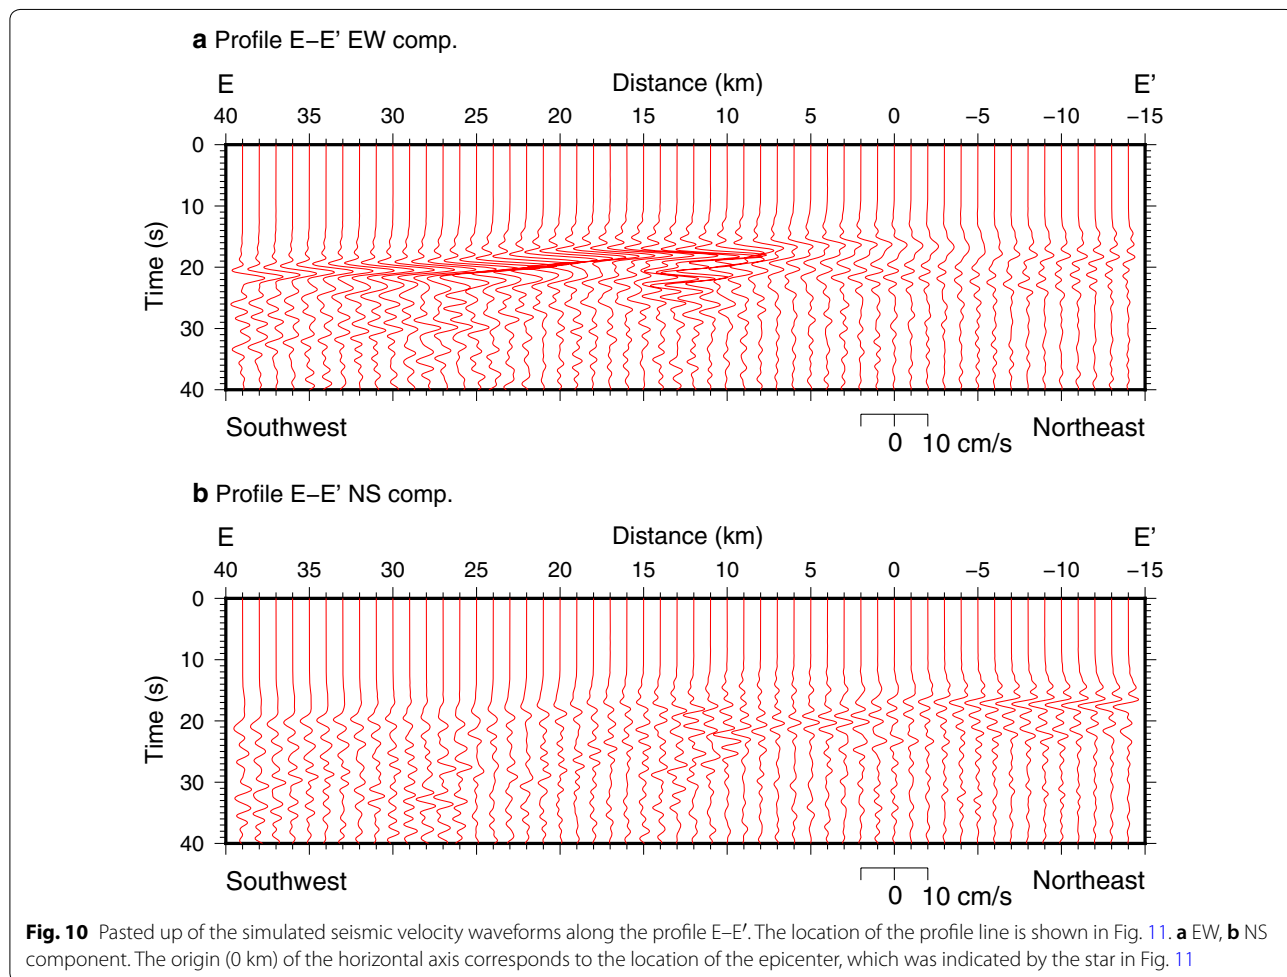 a Profile E–E’ EW comp.
E Distance (km) E’
40 35 30 25 20 15 10 5 0 −5 −10 −15
0
10
20
30
40
Time (s)
Southwest 0 10 cm/s Northeast
b Profile E–E’ NS comp.
E Distance (km) E’
40 35 30 25 20 15 10 5 0 −5 −10 −15
0
10
20
30
40
Time (s)
Southwest 0 10 cm/s Northeast
Fig. 10 Pasted up of the simulated seismic velocity waveforms along the profile E–E′. The location of the profile line is shown in Fig. 11. a EW, b NS
component. The origin (0 km) of the horizontal axis corresponds to the location of the epicenter, which was indicated by the star in Fig. 11